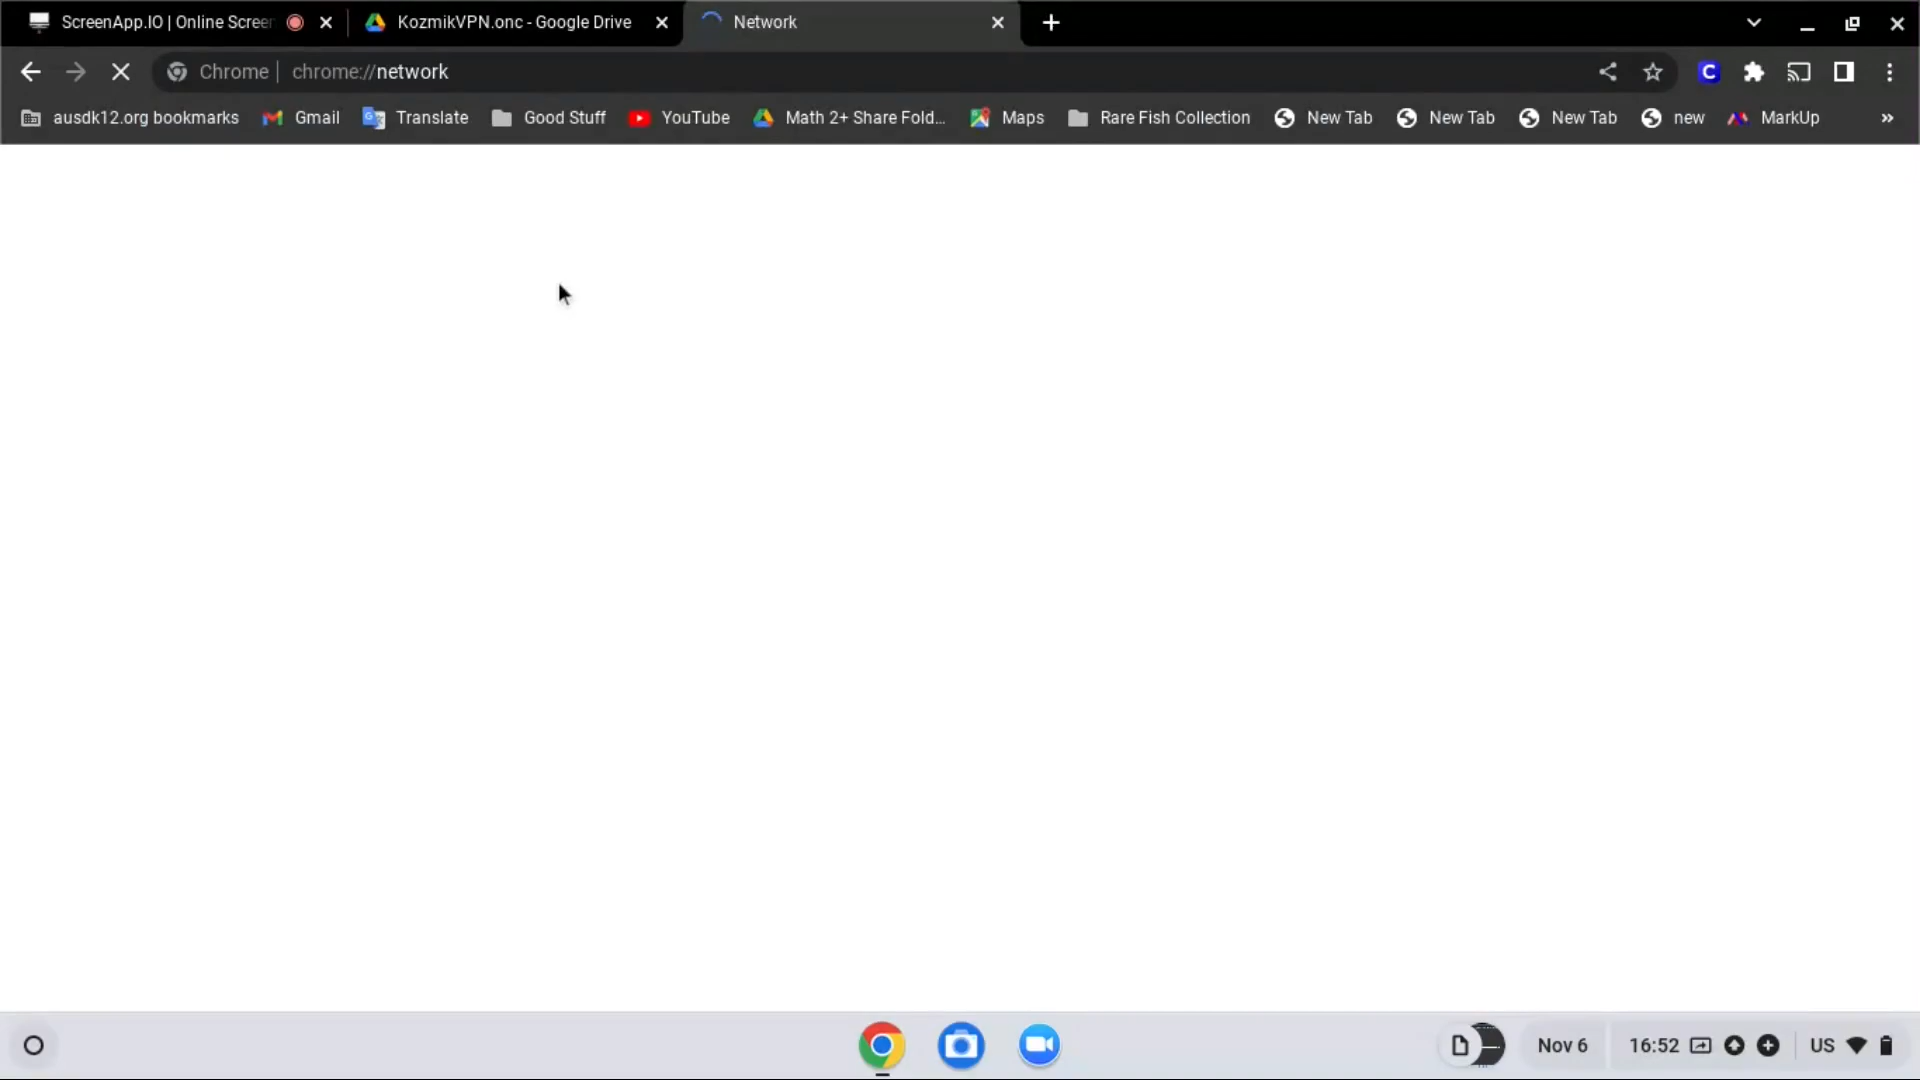 ScreenApp.IO | Online Screen
KozmikVPN.onc - Google Drive
Network
Chrome
chrome://network
ausdk12.org bookmarks
Gmail
Translate
Good Stuff
YouTube
Math 2+ Share Fold...
Maps
Rare Fish Collection
New Tab
New Tab
New Tab
new
MarkUp
Nov 6
16:52
US